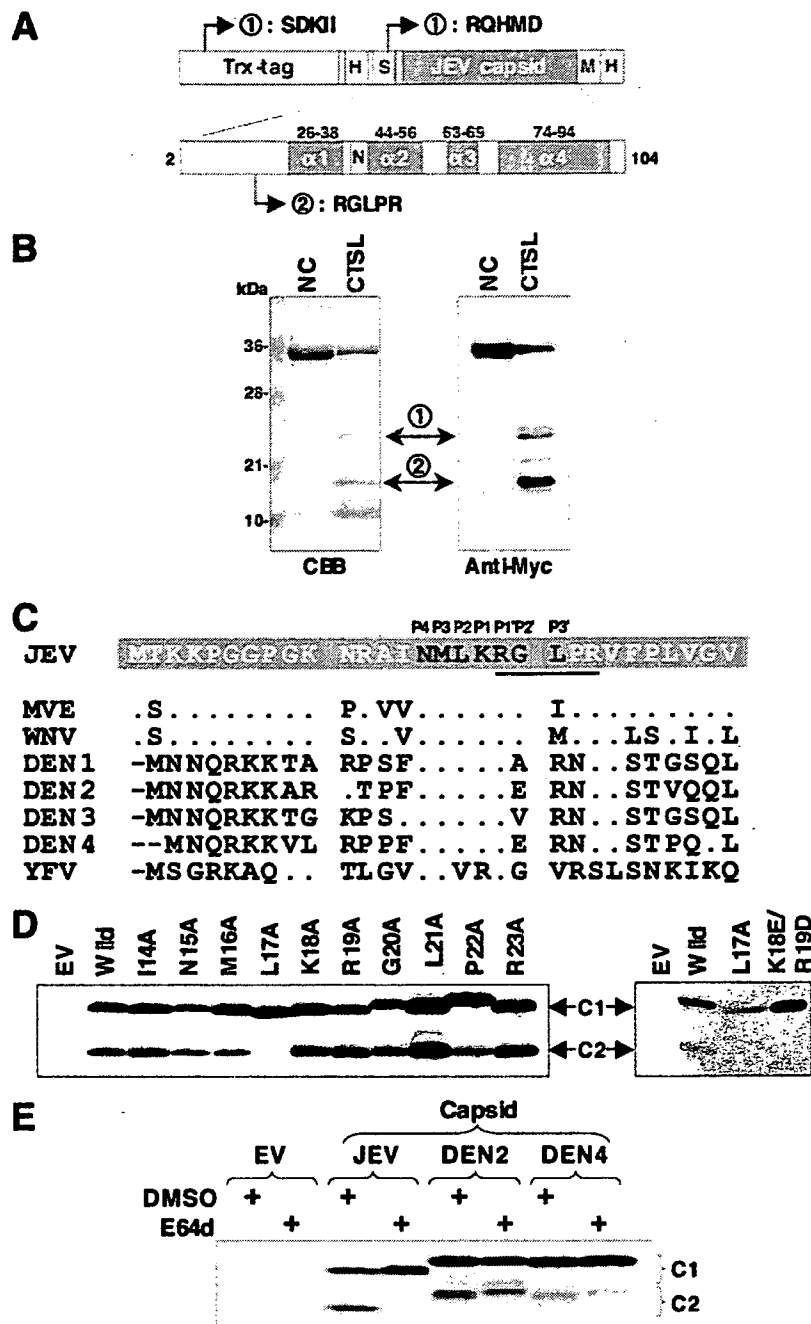 A
①: SDKII ①: RQHMD
Trx-tag H S JEV capsid M H
26-38 44-56 63-69 74-94
2 α1 N α2 α3 α4 104
②: RGLPR
B
NC CTSL NC CTSL
kDa
36-
28-
①
21-
②
10-
CBB Anti-Myc
C
P4 P3 P2 P1 P1' P2' P3'
JEV MTKKPGGPGK NRAINMLKRG LPRVFPLVGV
MVE .S........ P.VV...... I.........
WNV .S........ S..V...... M...LS.I.L
DEN1 -MNNQRKKTA RPSF.....A RN..STGSQL
DEN2 -MNNQRKKAR .TPF.....E RN..STVQQL
DEN3 -MNNQRKKTG KPS......V RN..STGSQL
DEN4 --MNQRKKVL RPPF.....E RN..STPQ.L
YFV -MSGRKAQ.. TLGV..VR.G VRSLSNKIKQ
D
EV Wild I14A N15A M16A L17A K18A R19A G20A L21A P22A R23A EV Wild L17A K18E/R19D
C1
C2
E
Capsid
EV JEV DEN2 DEN4
DMSO + + + +
E64d + + + +
C1
C2